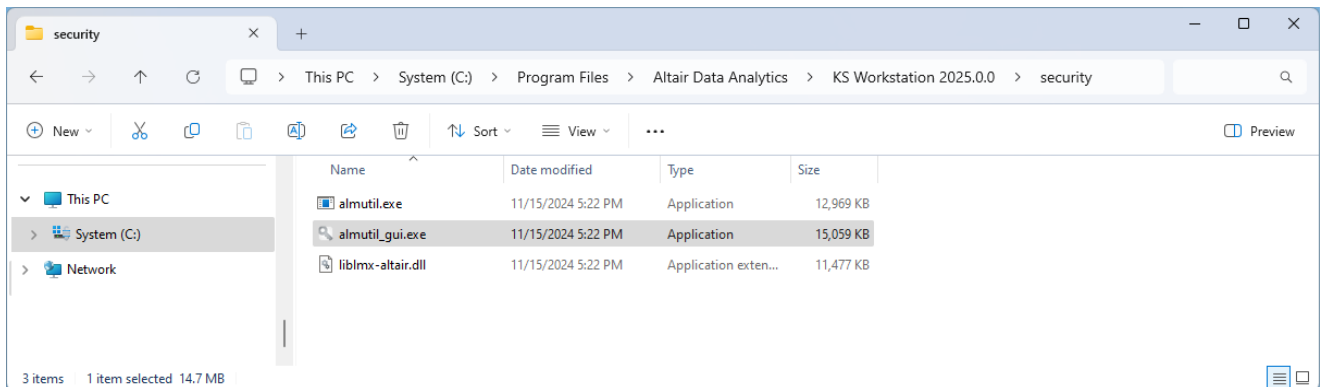 security
This PC > System (C:) > Program Files > Altair Data Analytics > KS Workstation 2025.0.0 > security
New Sort View ... Preview
Name Date modified Type Size
This PC
System (C:)
Network
almutil.exe 11/15/2024 5:22 PM Application 12,969 KB
almutil_gui.exe 11/15/2024 5:22 PM Application 15,059 KB
liblmx-altair.dll 11/15/2024 5:22 PM Application exten... 11,477 KB
3 items 1 item selected 14.7 MB